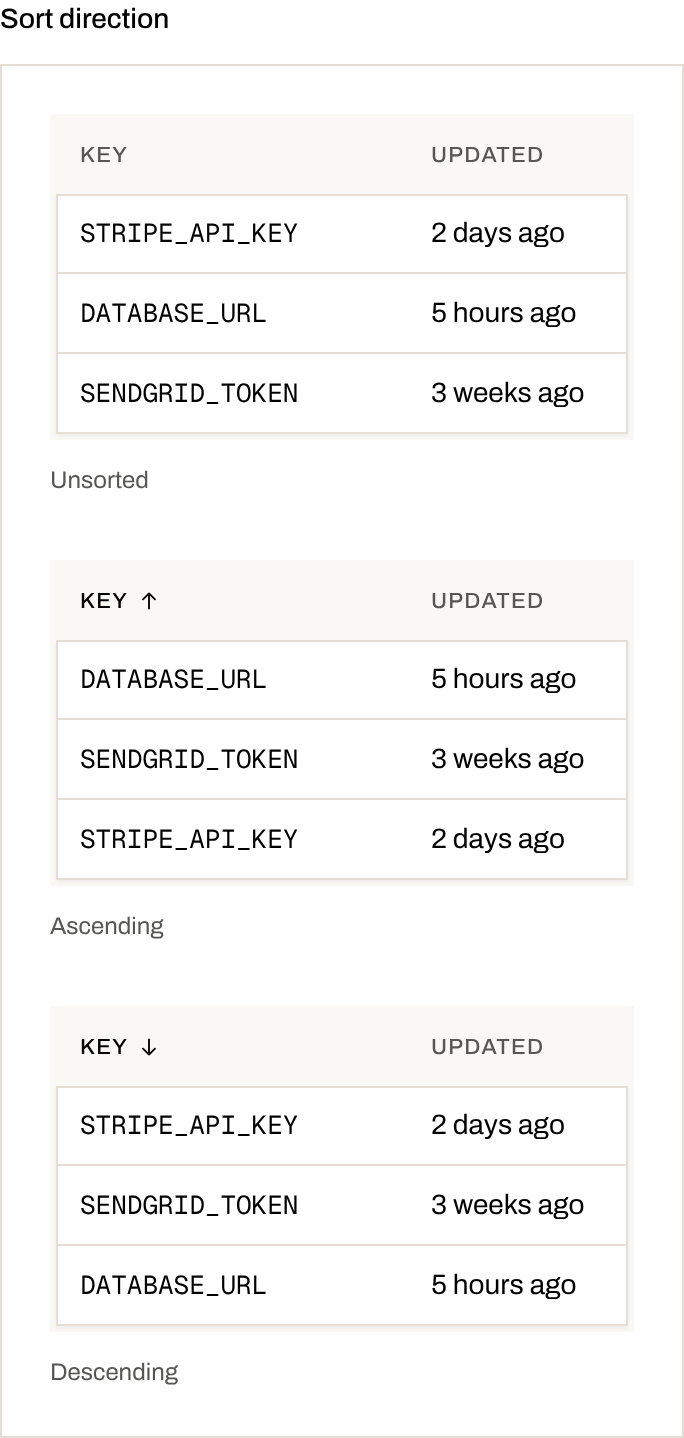 Sort direction
KEY UPDATED
STRIPE_API_KEY 2 days ago
DATABASE_URL 5 hours ago
SENDGRID_TOKEN 3 weeks ago
Unsorted
KEY ↑ UPDATED
DATABASE_URL 5 hours ago
SENDGRID_TOKEN 3 weeks ago
STRIPE_API_KEY 2 days ago
Ascending
KEY ↓ UPDATED
STRIPE_API_KEY 2 days ago
SENDGRID_TOKEN 3 weeks ago
DATABASE_URL 5 hours ago
Descending